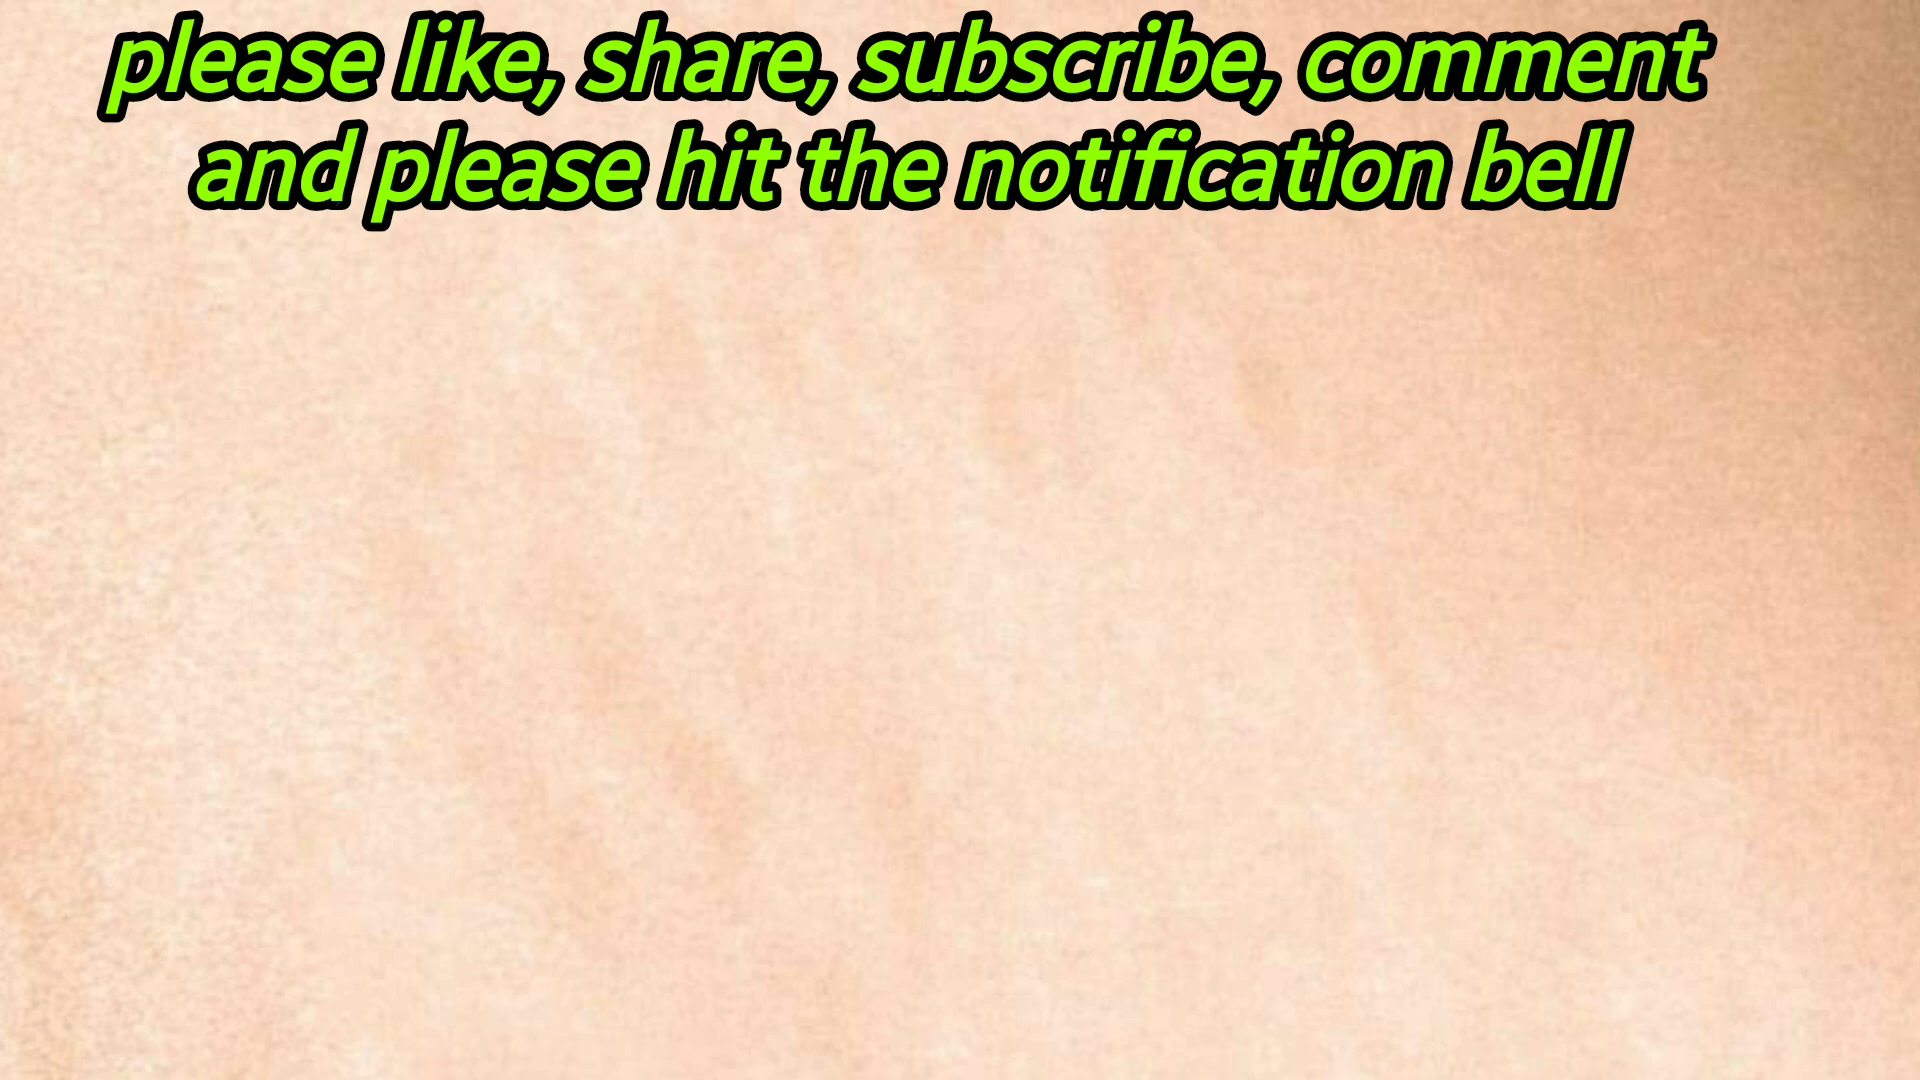 please like, share, subscribe, comment
and please hit the notification bell